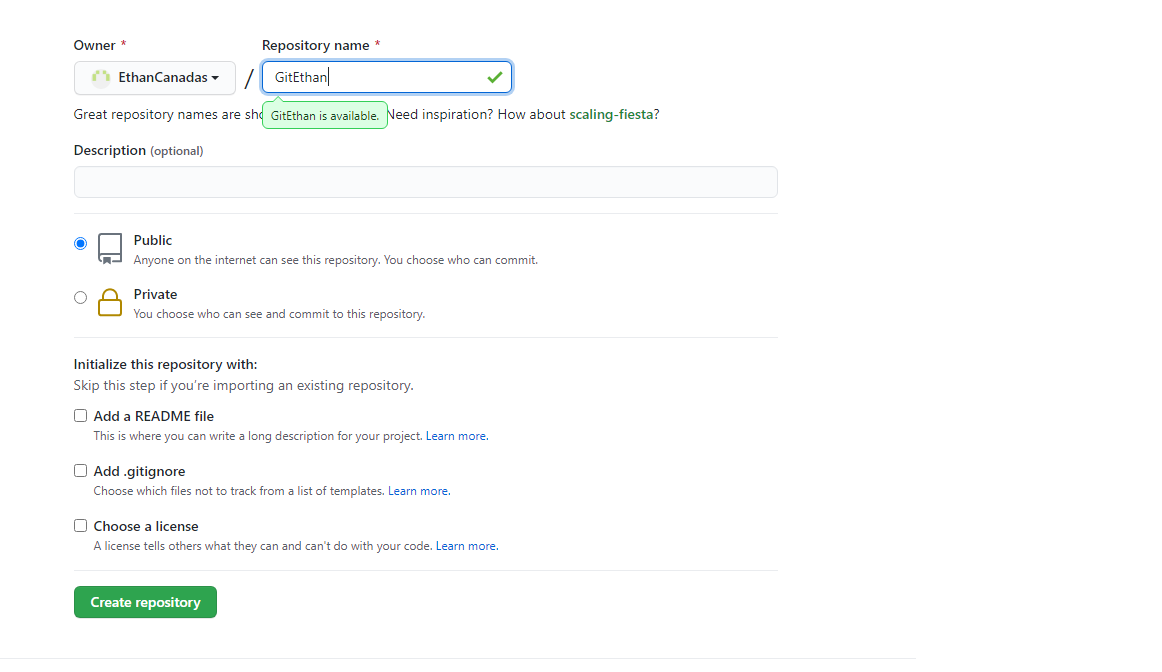 Owner *
Repository name *
EthanCanadas
/
GitEthan
Great repository names are sho
GitEthan is available.
Need inspiration? How about scaling-fiesta?
Description (optional)
Public
Anyone on the internet can see this repository. You choose who can commit.
Private
You choose who can see and commit to this repository.
Initialize this repository with:
Skip this step if you're importing an existing repository.
Add a README file
This is where you can write a long description for your project. Learn more.
Add .gitignore
Choose which files not to track from a list of templates. Learn more.
Choose a license
A license tells others what they can and can't do with your code. Learn more.
Create repository